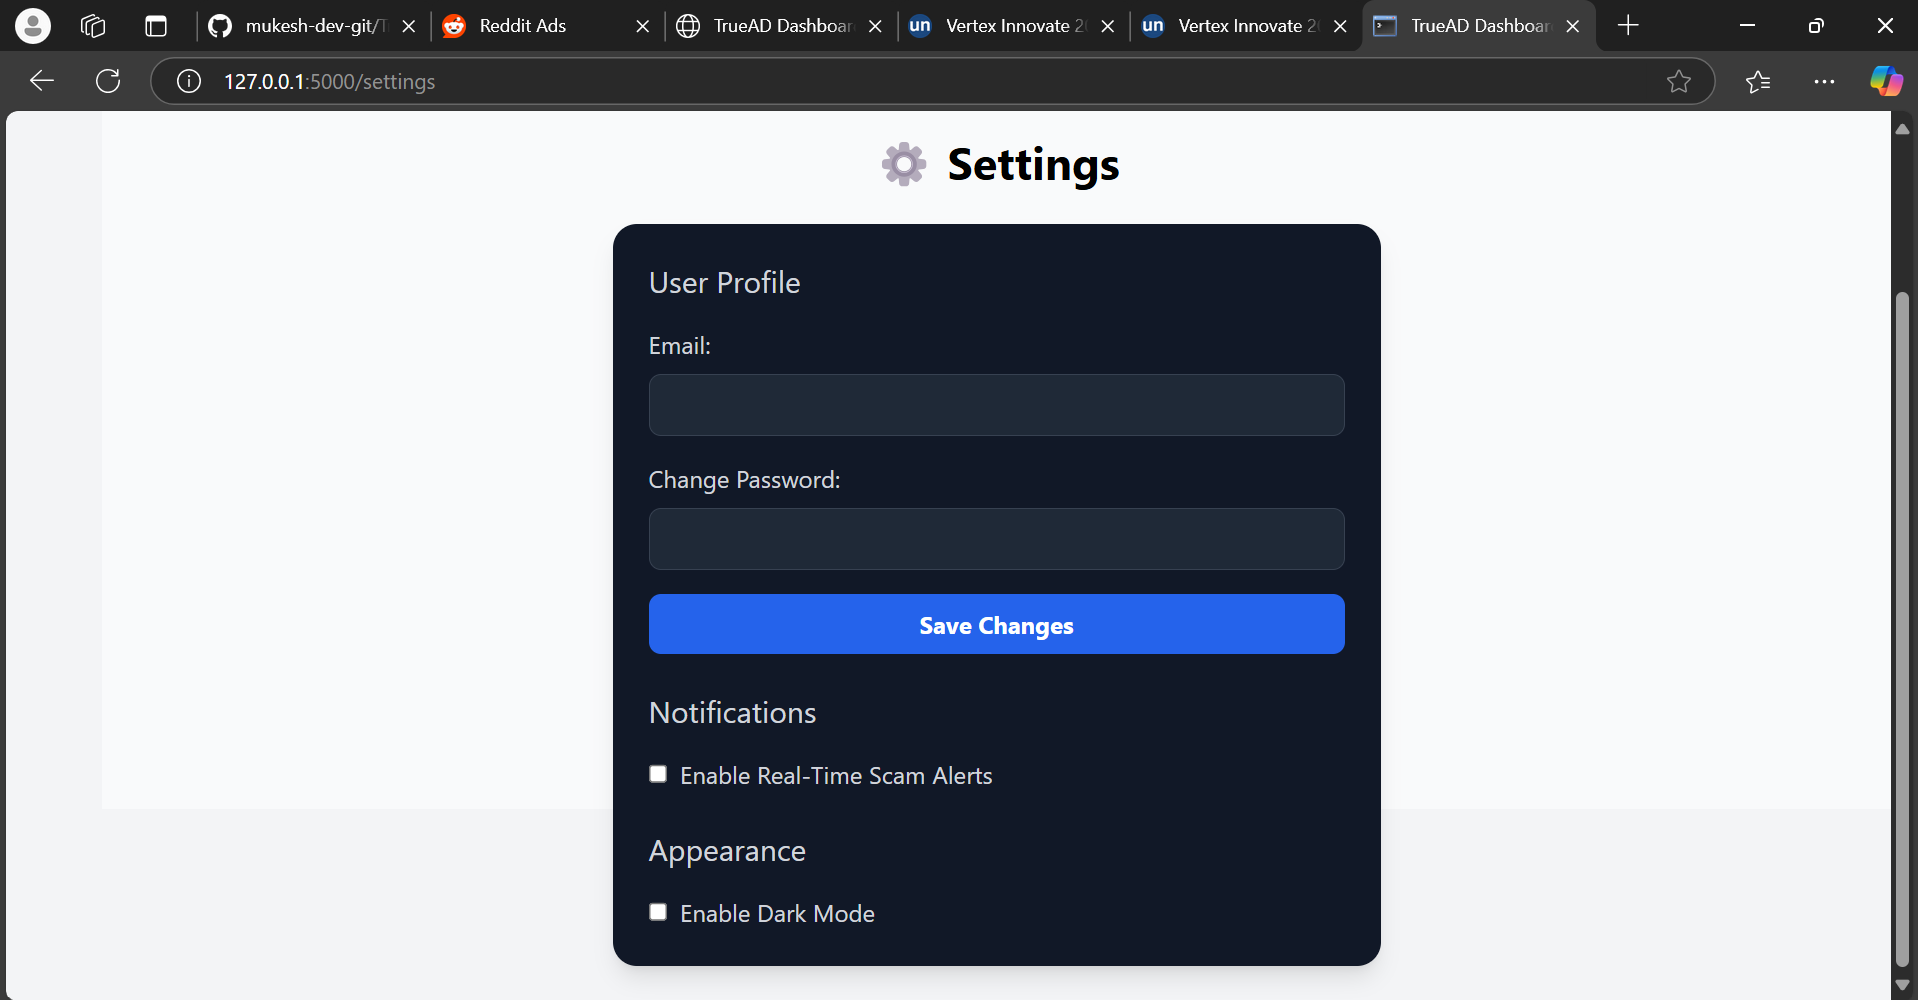 mukesh-dev-git/T
Reddit Ads
TrueAD Dashboar
un Vertex Innovate 2
un Vertex Innovate 2
TrueAD Dashboar
127.0.0.1:5000/settings
Settings
User Profile
Email:
Change Password:
Save Changes
Notifications
Enable Real-Time Scam Alerts
Appearance
Enable Dark Mode